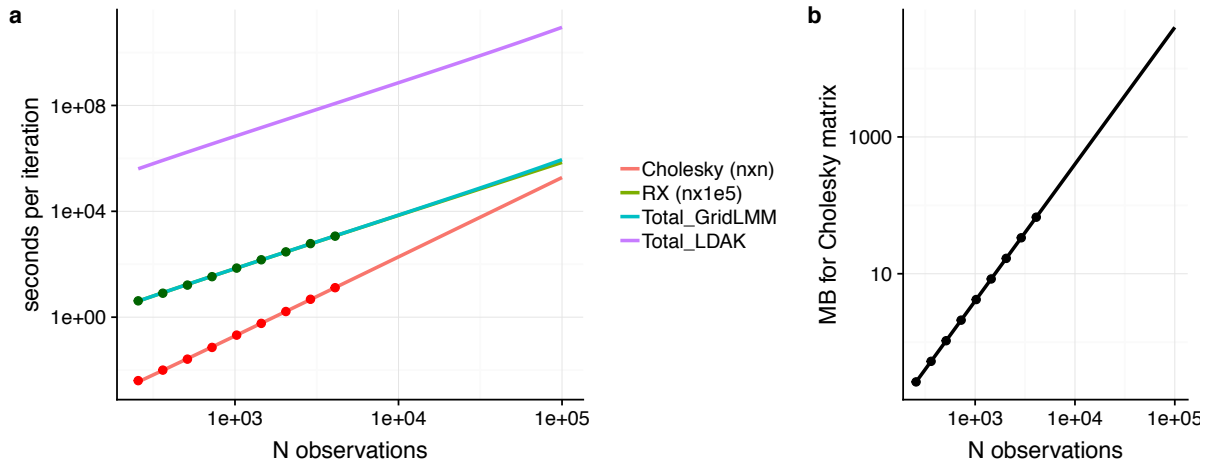 a
seconds per iteration
1e+08
1e+04
1e+00
1e+03
1e+04
1e+05
N observations
Cholesky (nxn)
RX (nx1e5)
Total_GridLMM
Total_LDAK
b
MB for Cholesky matrix
1000
10
1e+03
1e+04
1e+05
N observations